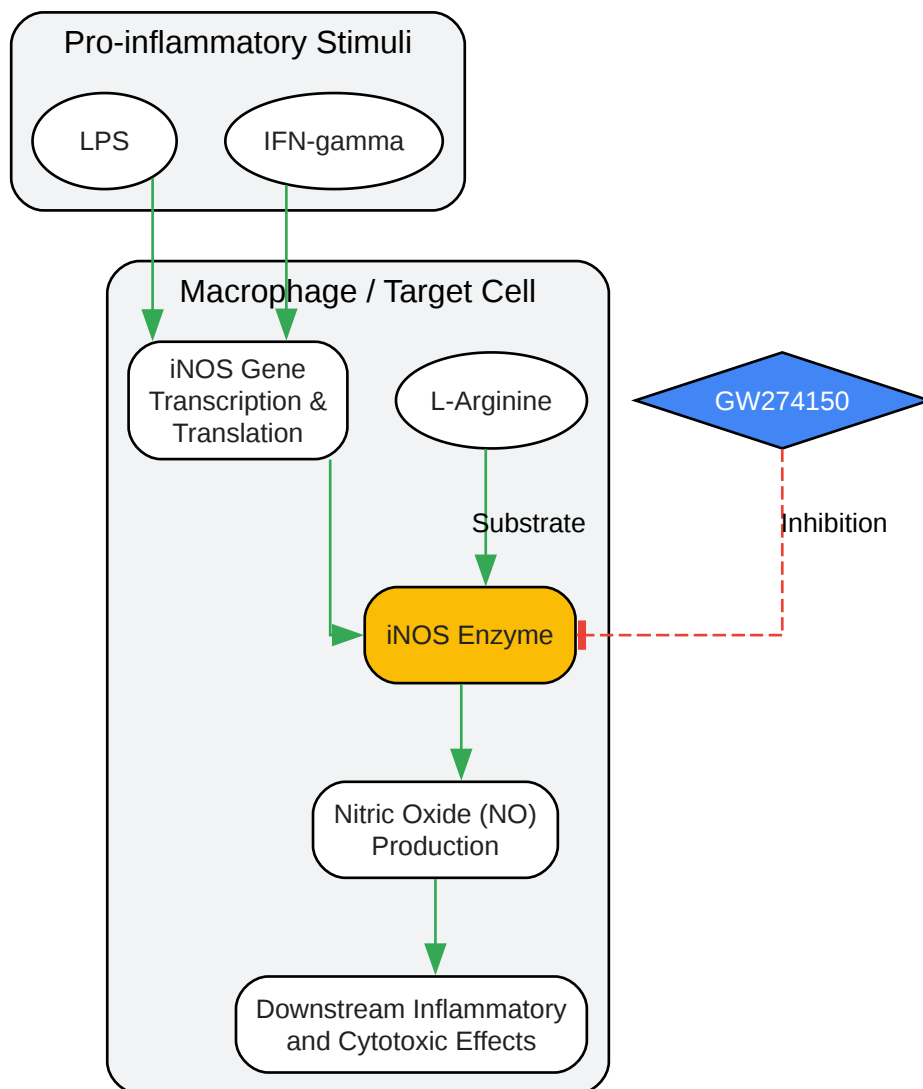 Pro-inflammatory Stimuli
LPS
IFN-gamma
Macrophage / Target Cell
iNOS Gene
Transcription &
Translation
L-Arginine
GW274150
Substrate
Inhibition
iNOS Enzyme
Nitric Oxide (NO)
Production
Downstream Inflammatory
and Cytotoxic Effects